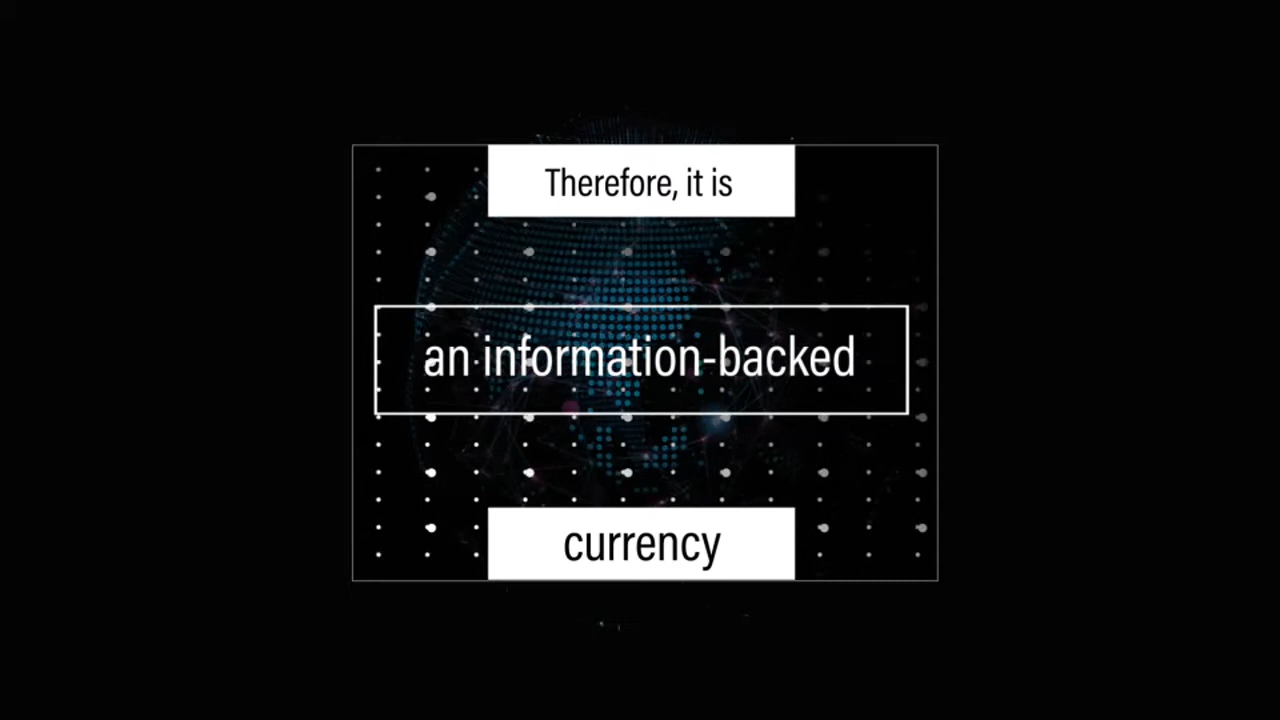 Therefore, it is
an information-backed
currency